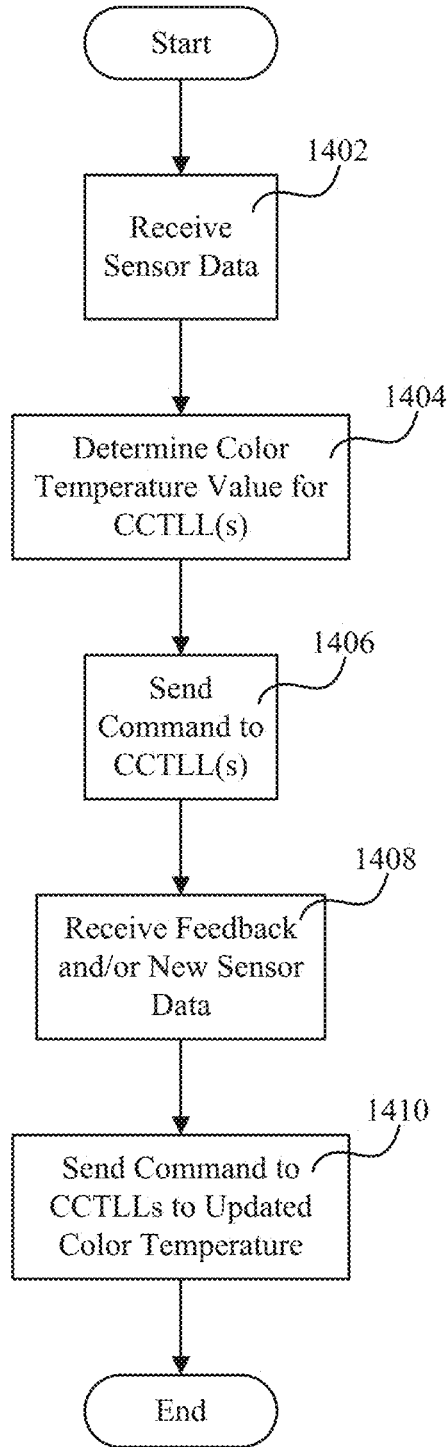 Start
1402
Receive
Sensor Data
1404
Determine Color
Temperature Value for
CCTLL(s)
1406
Send
Command to
CCTLL(s)
1408
Receive Feedback
and/or New Sensor
Data
1410
Send Command to
CCTLLs to Updated
Color Temperature
End